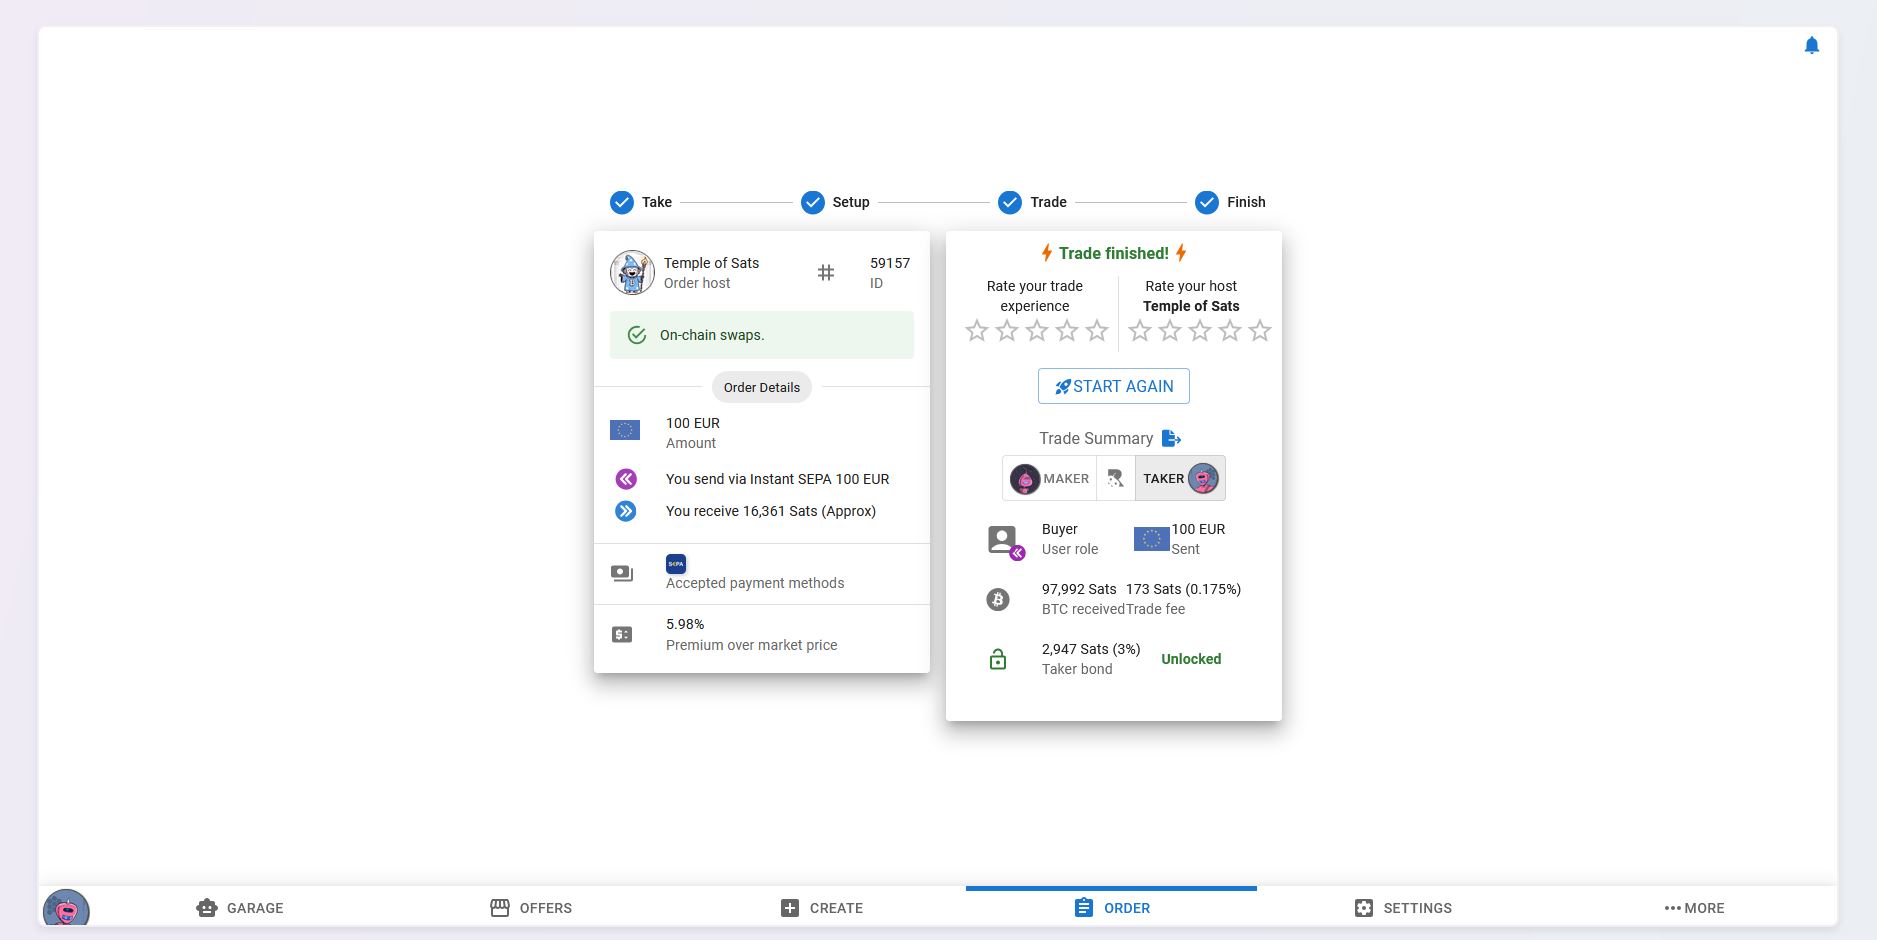 Take
Setup
Trade
Finish
Temple of Sats
Order host
59157
ID
On-chain swaps.
Order Details
100 EUR
Amount
You send via Instant SEPA 100 EUR
You receive 16,361 Sats (Approx)
SEPA
Accepted payment methods
5.98%
Premium over market price
Trade finished!
Rate your trade
experience
Rate your host
Temple of Sats
START AGAIN
Trade Summary
MAKER
TAKER
Buyer
User role
100 EUR
Sent
97,992 Sats
BTC received
173 Sats (0.175%)
Trade fee
2,947 Sats (3%)
Taker bond
Unlocked
GARAGE
OFFERS
CREATE
ORDER
SETTINGS
MORE